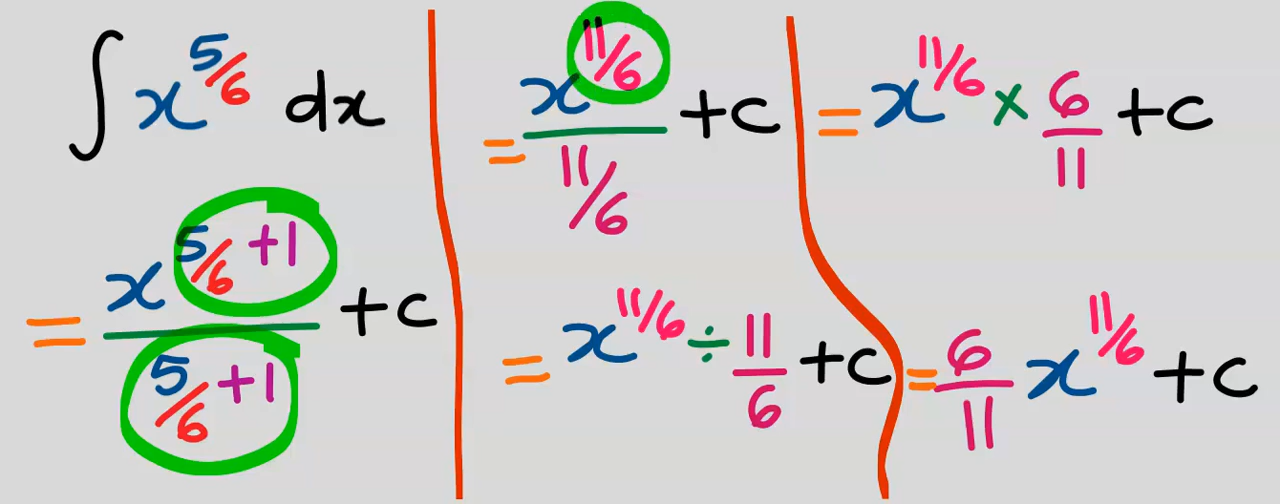 ∫ x^{5/6} dx
= x^{5/6 + 1} / (5/6 + 1) + c
= x^{11/6} / (11/6) + c
= x^{11/6} ÷ 11/6 + c
= x^{11/6} × 6/11 + c
= 6/11 x^{11/6} + c